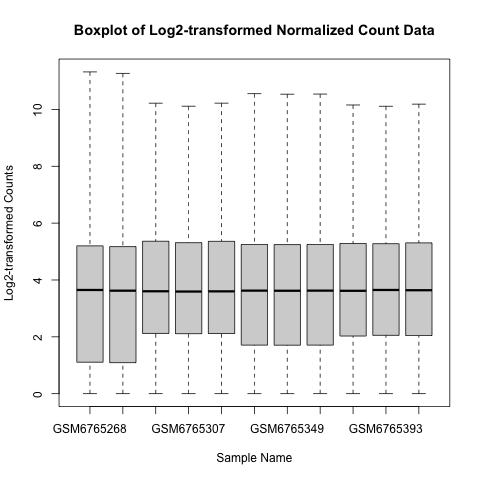 Boxplot of Log2-transformed Normalized Count Data
Log2-transformed Counts
10
8
6
4
2
0
GSM6765268 GSM6765307 GSM6765349 GSM6765393
Sample Name